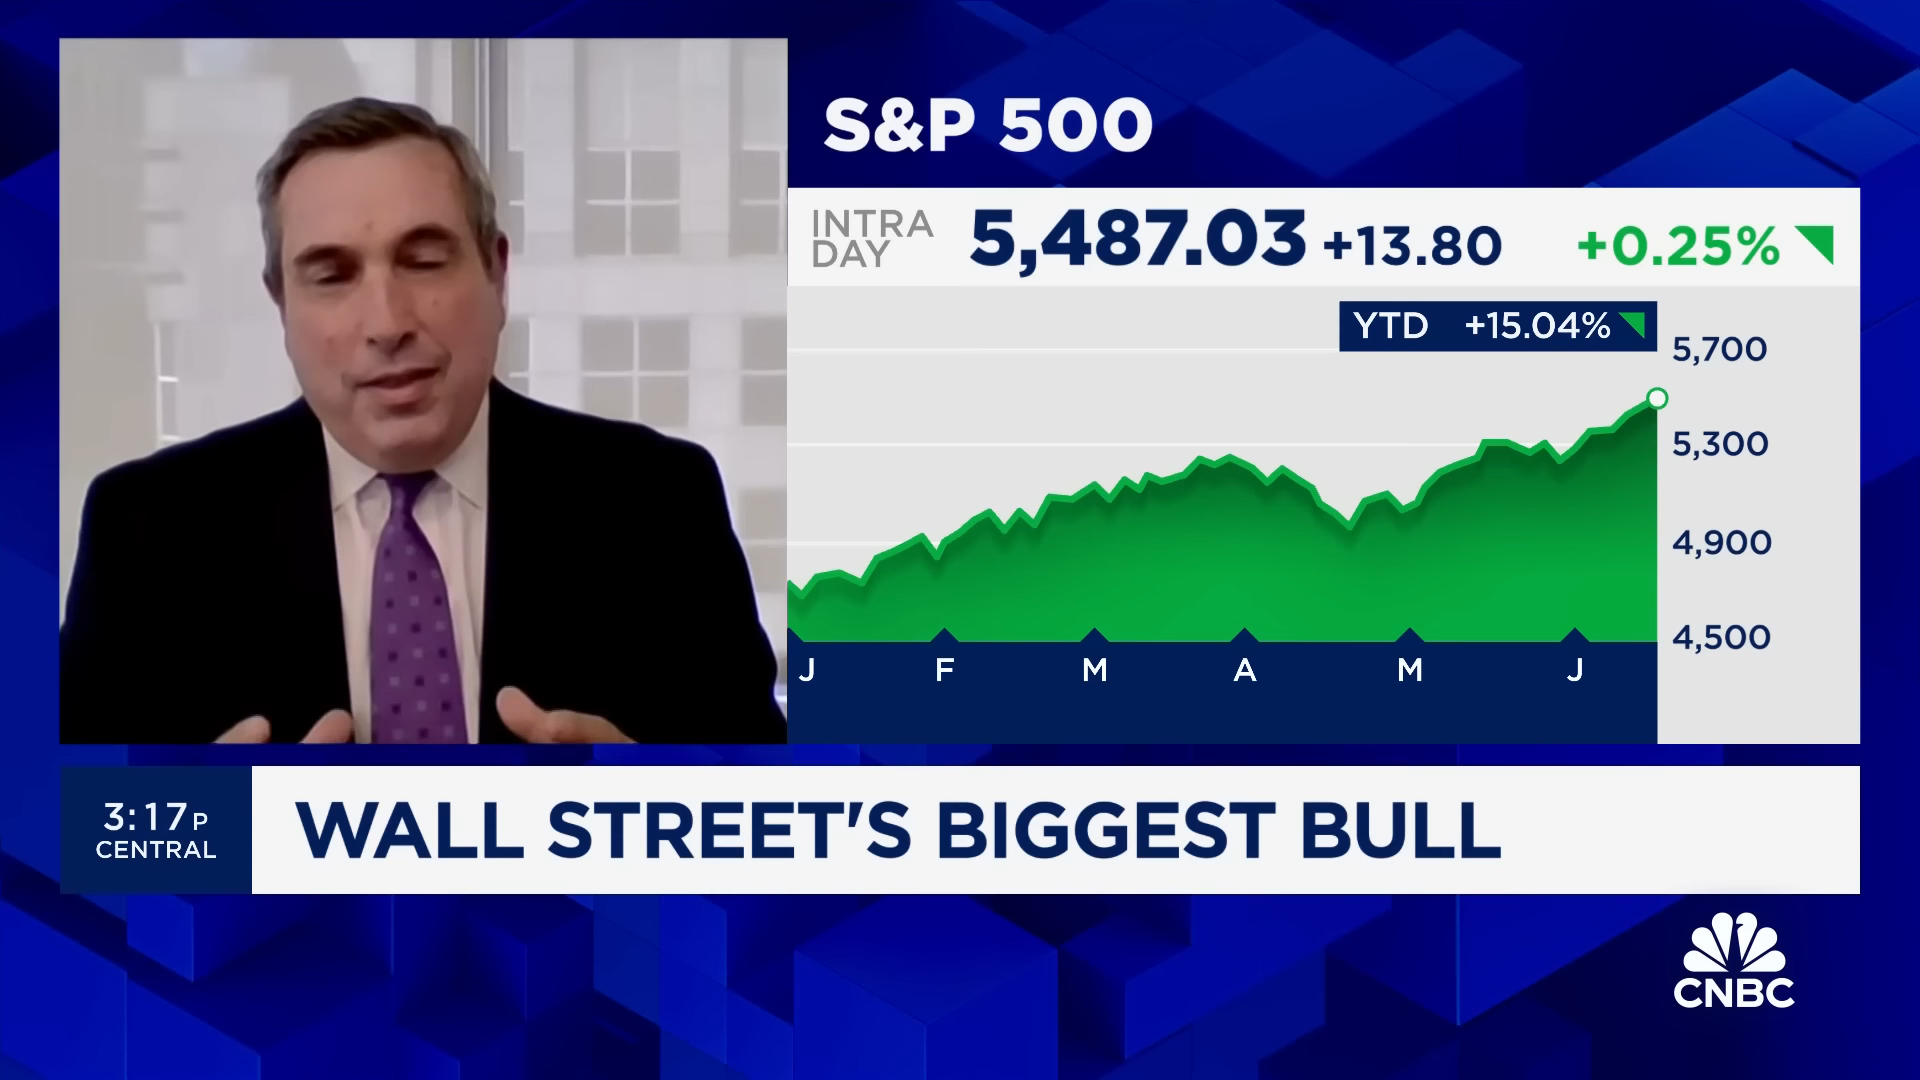 S&P 500
INTRA
DAY
5,487.03 +13.80 +0.25%
YTD +15.04%
5,700
5,300
4,900
4,500
J F M A M J
3:17P
CENTRAL
WALL STREET'S BIGGEST BULL
CNBC